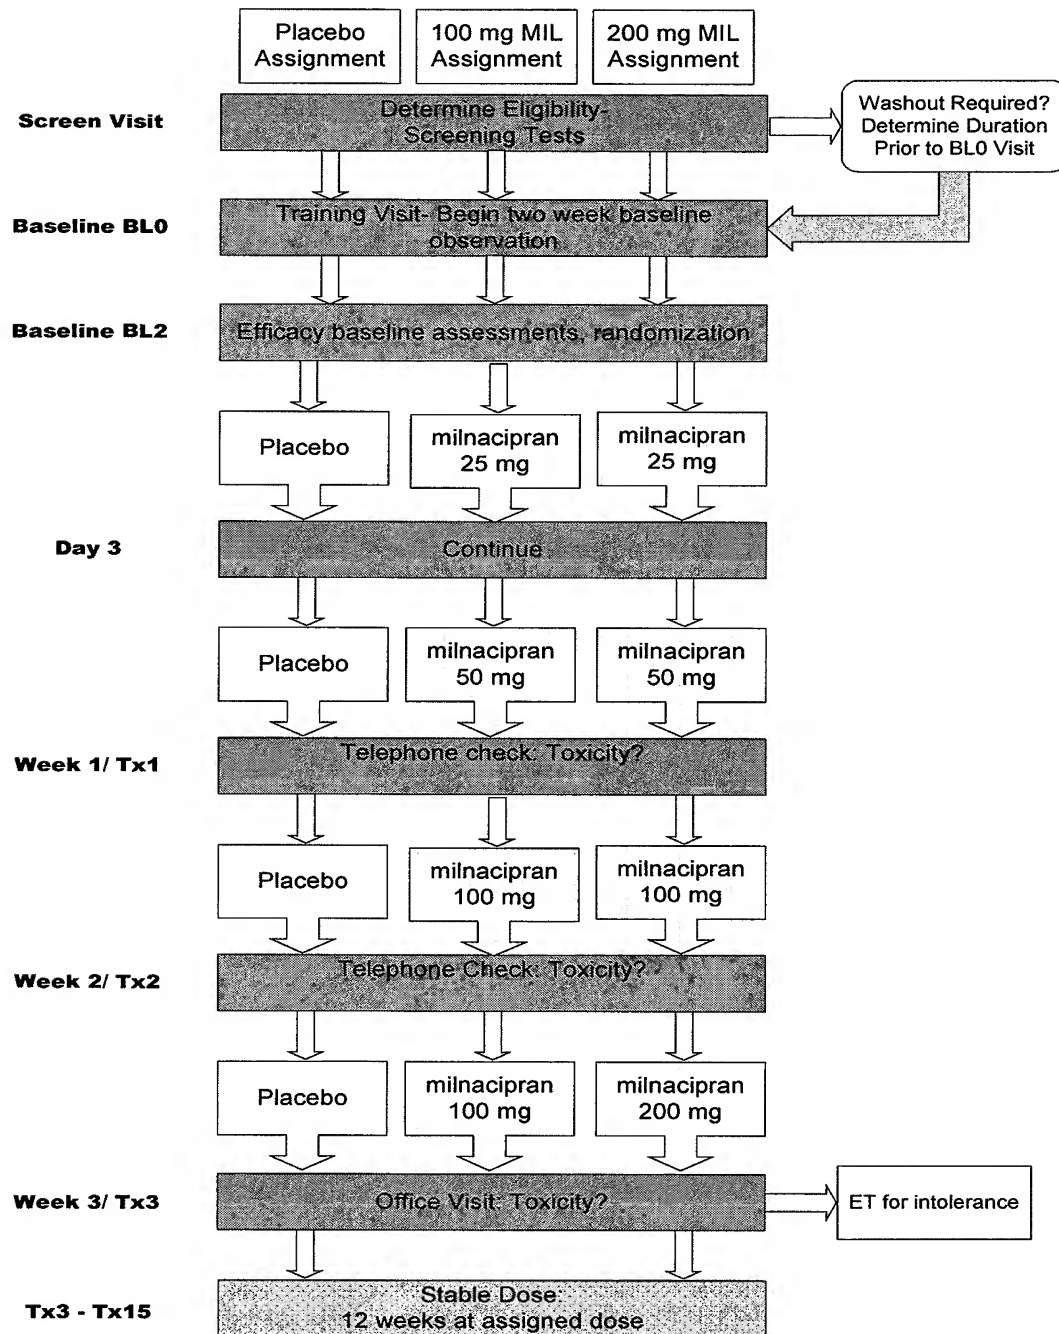 Placebo
Assignment
100 mg MIL
Assignment
200 mg MIL
Assignment
Screen Visit
Determine Eligibility-
Screening Tests
Washout Required?
Determine Duration
Prior to BL0 Visit
Baseline BL0
Training Visit- Begin two week baseline
observation
Baseline BL2
Efficacy baseline assessments, randomization
Placebo
milnacipran
25 mg
milnacipran
25 mg
Day 3
Continue
Placebo
milnacipran
50 mg
milnacipran
50 mg
Week 1/ Tx1
Telephone check: Toxicity?
Placebo
milnacipran
100 mg
milnacipran
100 mg
Week 2/ Tx2
Telephone Check: Toxicity?
Placebo
milnacipran
100 mg
milnacipran
200 mg
Week 3/ Tx3
Office Visit: Toxicity?
ET for intolerance
Tx3 - Tx15
Stable Dose:
12 weeks at assigned dose